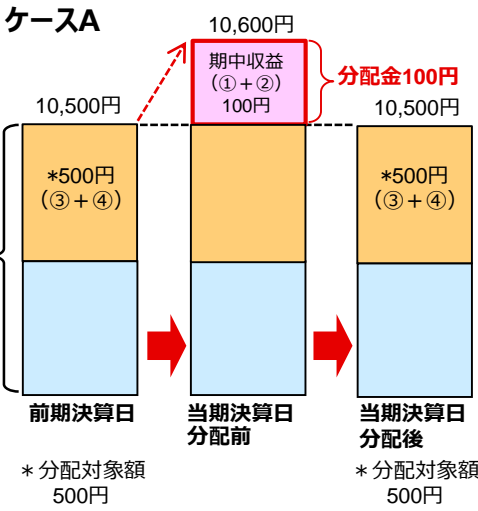 ケースA
10,600円
期中収益
（①＋②）
100円
分配金100円
10,500円
10,500円
*500円
（③＋④）
*500円
（③＋④）
前期決算日
当期決算日
分配前
当期決算日
分配後
＊分配対象額
500円
＊分配対象額
500円